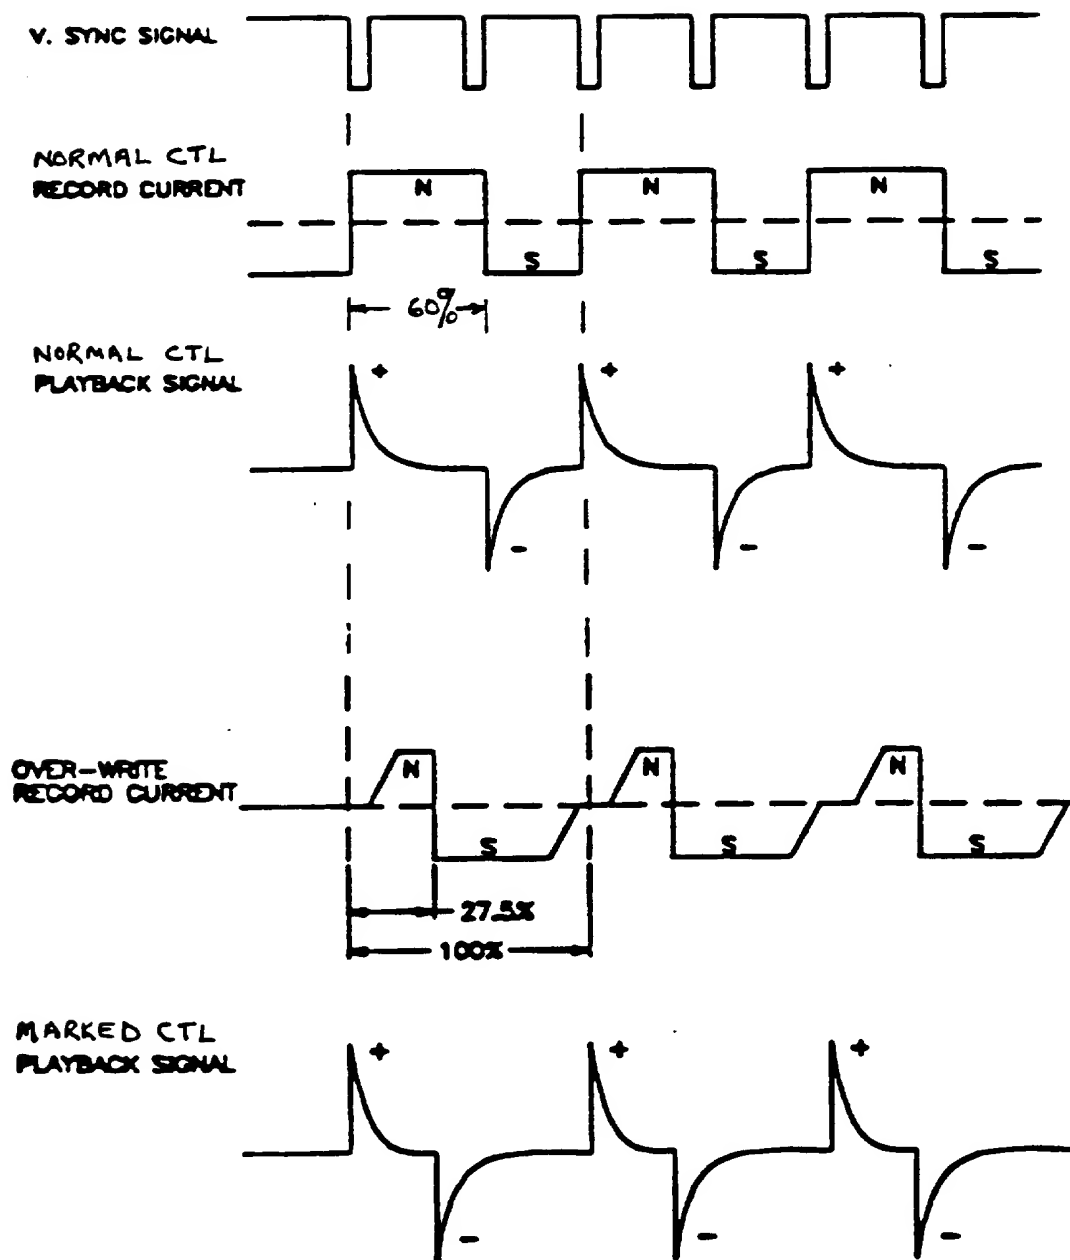 V. SYNC SIGNAL
NORMAL CTL
RECORD CURRENT
N N N
S S S
60%
NORMAL CTL
PLAYBACK SIGNAL
+ + +
- - -
OVER-WRITE
RECORD CURRENT
N N N
S S S
27.5%
100%
MARKED CTL
PLAYBACK SIGNAL
+ + +
- - -